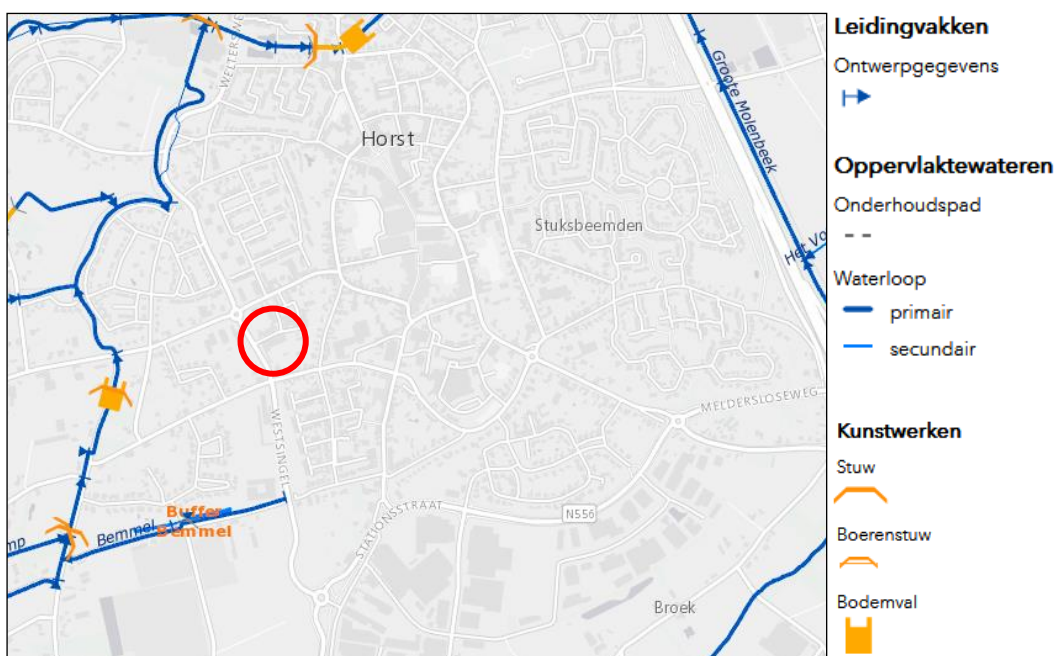 WELTERS
Horst
Groote Molenbeek
Stuksbeemden
Het Vo
MELDERSLOSEWEG
WESTSINGEL
Buffer
Bemmel
Bemmel
STATIONSSTRAAT
N556
mp
Broek
Leidingvakken
Ontwerpgegevens
Oppervlaktewateren
Onderhoudspad
Waterloop
primair
secundair
Kunstwerken
Stuw
Boerenstuw
Bodemval